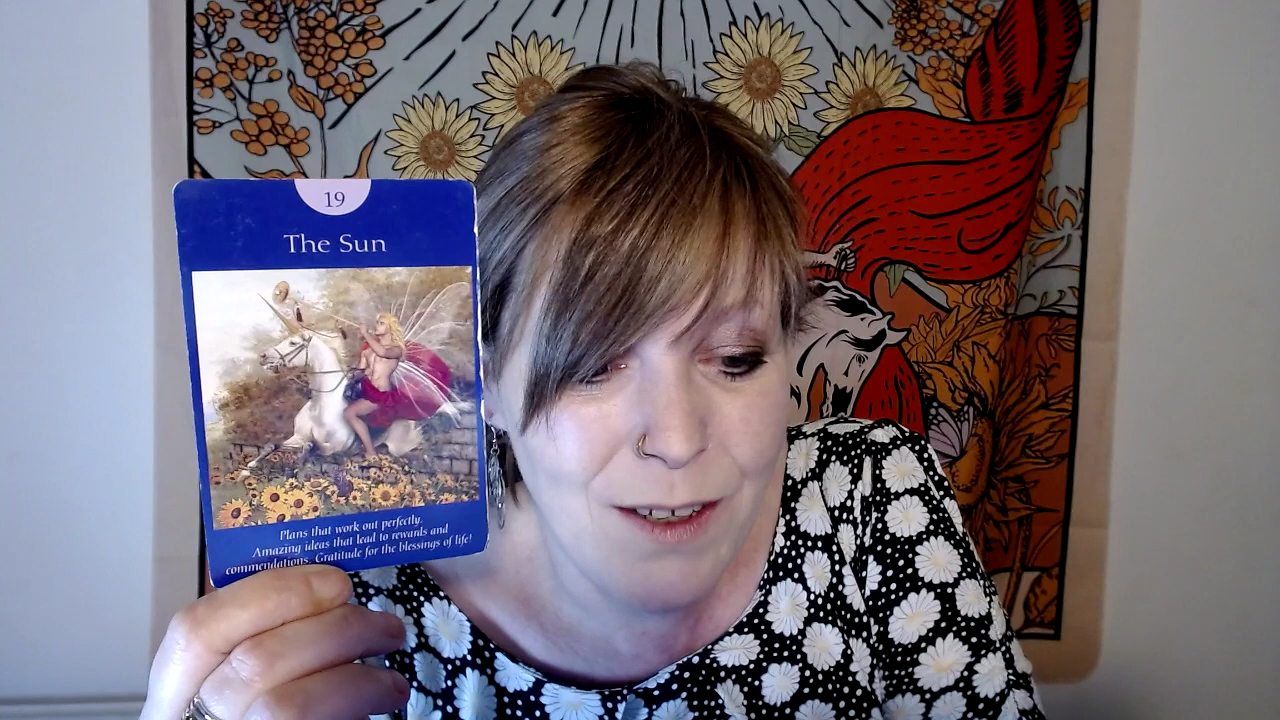 19
The Sun
Plans that work out perfectly.
Amazing ideas that lead to rewards and
commendations. Gratitude for the blessings of life!